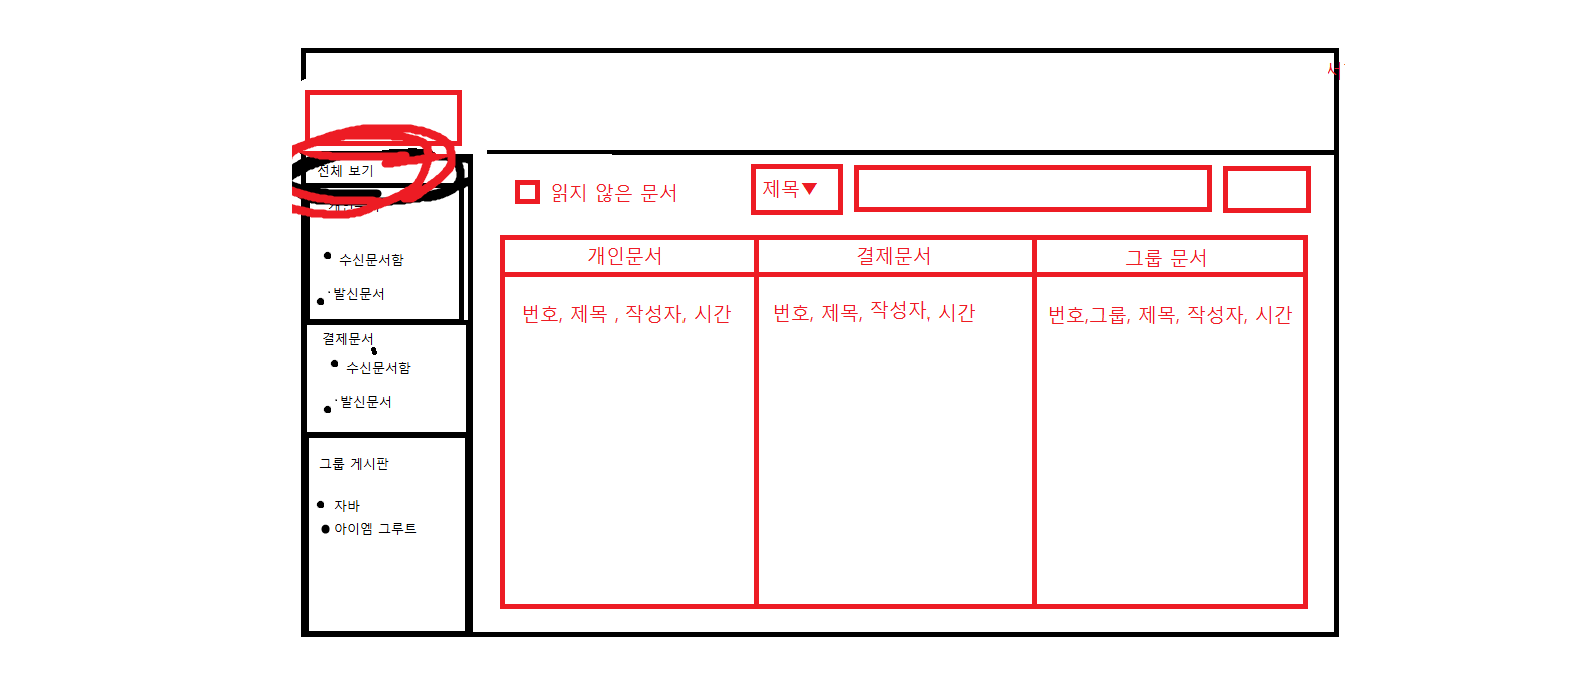 전체 보기
수신문서함
발신문서
결제문서
수신문서함
발신문서
그룹 게시판
자바
아이엠 그루트
읽지 않은 문서
제목▼
개인문서 결제문서 그룹 문서
번호, 제목 , 작성자, 시간
번호, 제목, 작성자, 시간
번호,그룹, 제목, 작성자, 시간